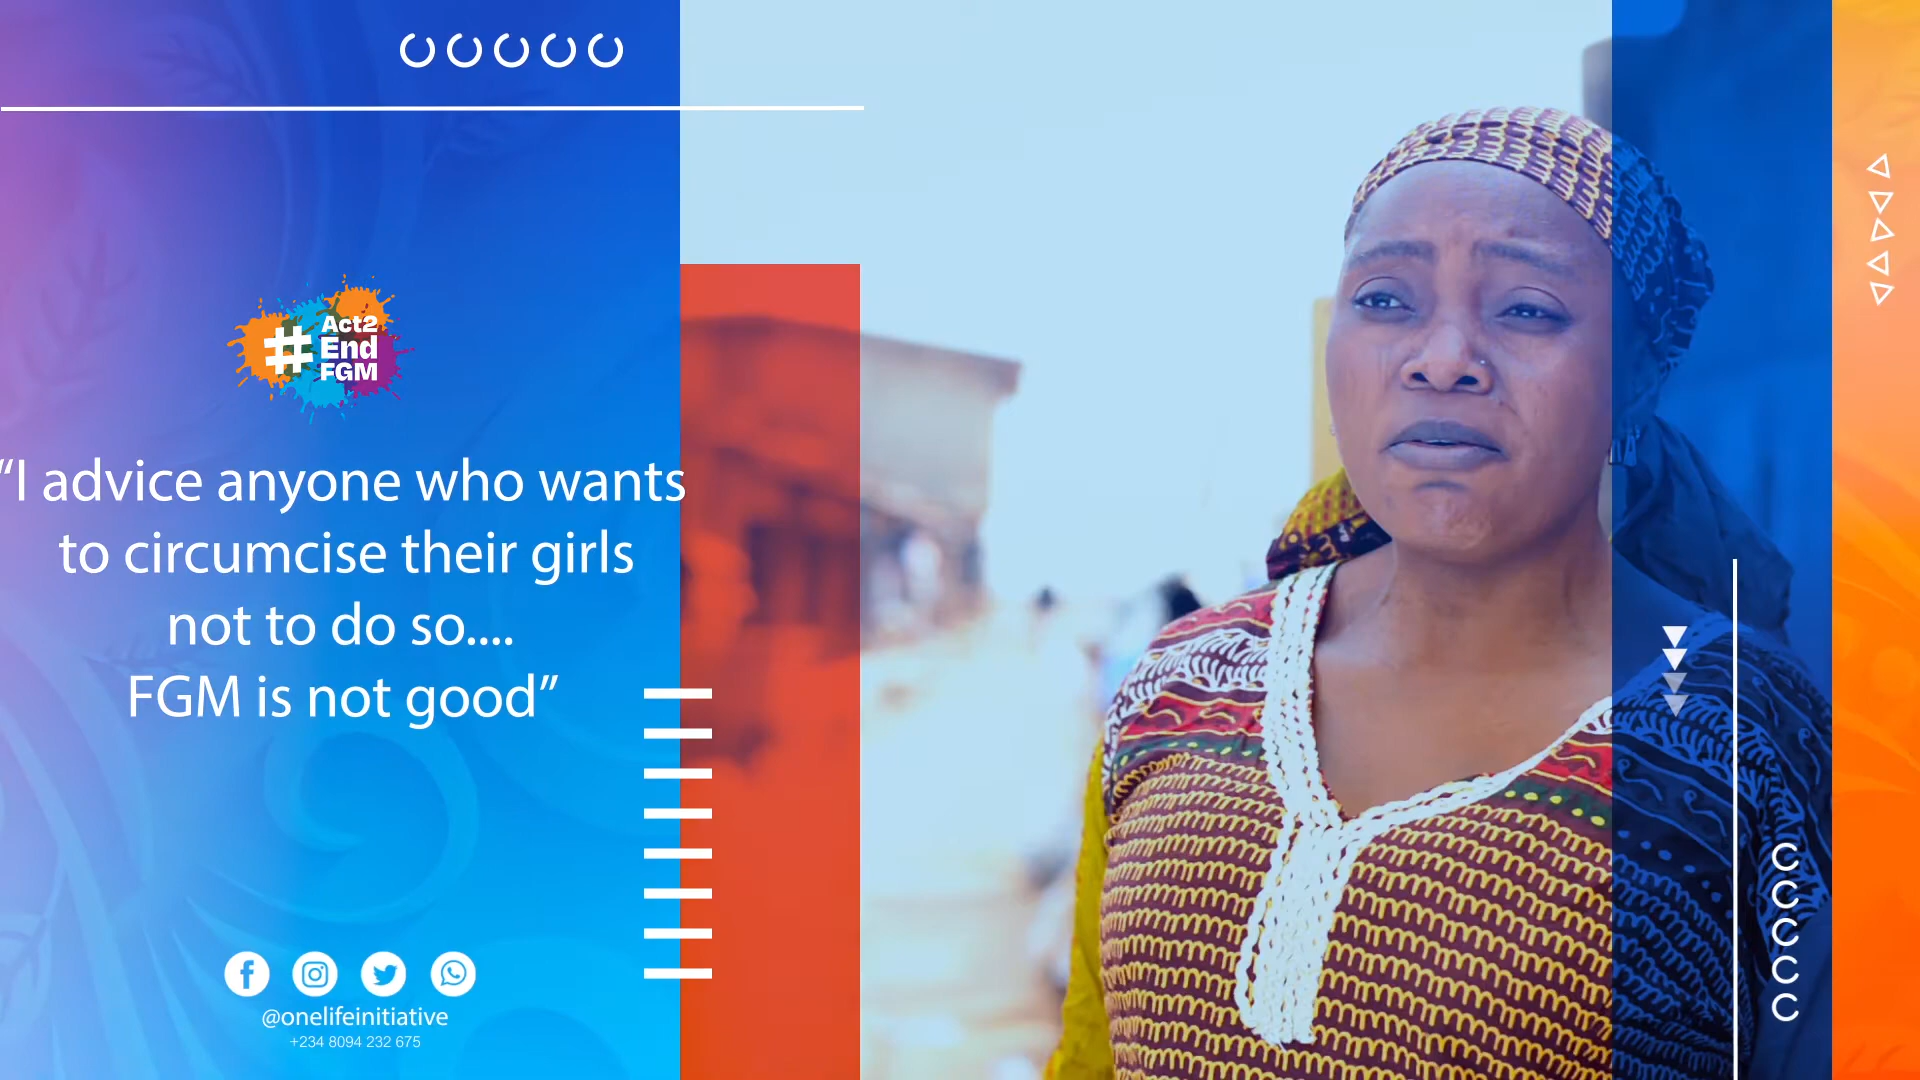 #Act2
End
FGM
“I advice anyone who wants
to circumcise their girls
not to do so....
FGM is not good”
@onelifeinitiative
+234 8094 232 675